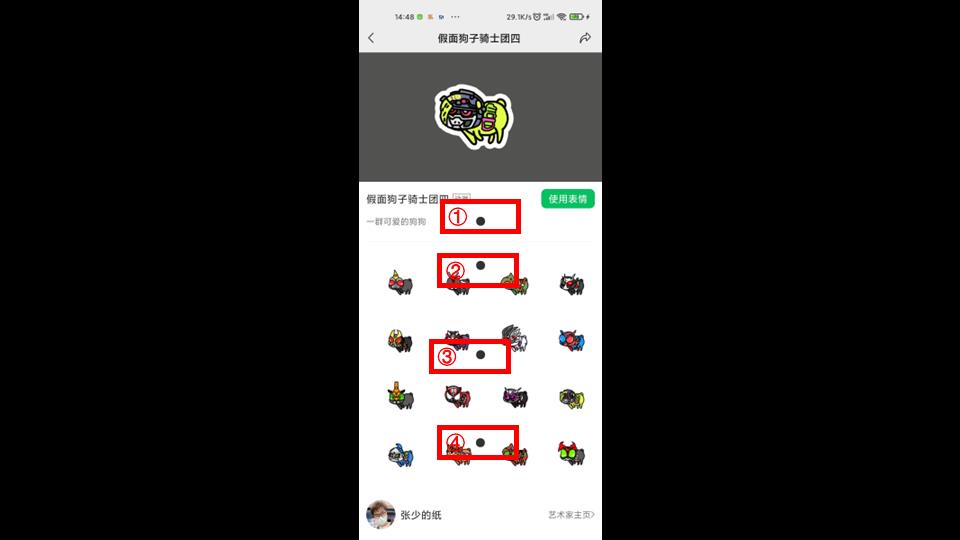 14:48 ··· 29.1K/s
假面狗子骑士团四
假面狗子骑士团四
使用表情
一群可爱的狗狗
①
②
③
④
张少的纸
艺术家主页